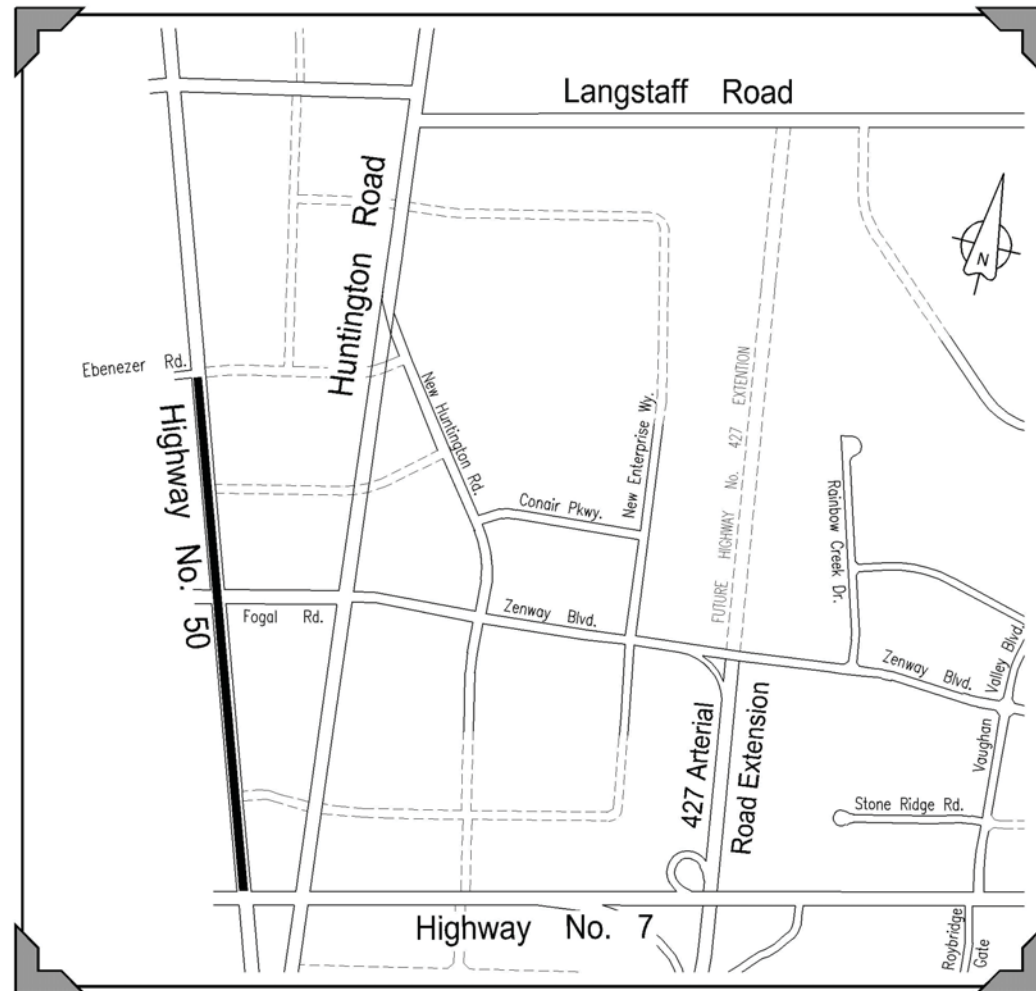 Langstaff Road
Huntington Road
N
Ebenezer Rd.
Highway No. 50
New Huntington Rd.
New Enterprise Wy.
FUTURE HIGHWAY No. 427 EXTENTION
Conair Pkwy.
Rainbow Creek Dr.
Fogal Rd.
Zenway Blvd.
Zenway Blvd.
Vaughan Valley Blvd.
427 Arterial
Road Extension
Stone Ridge Rd.
Highway No. 7
Roybridge
Gate